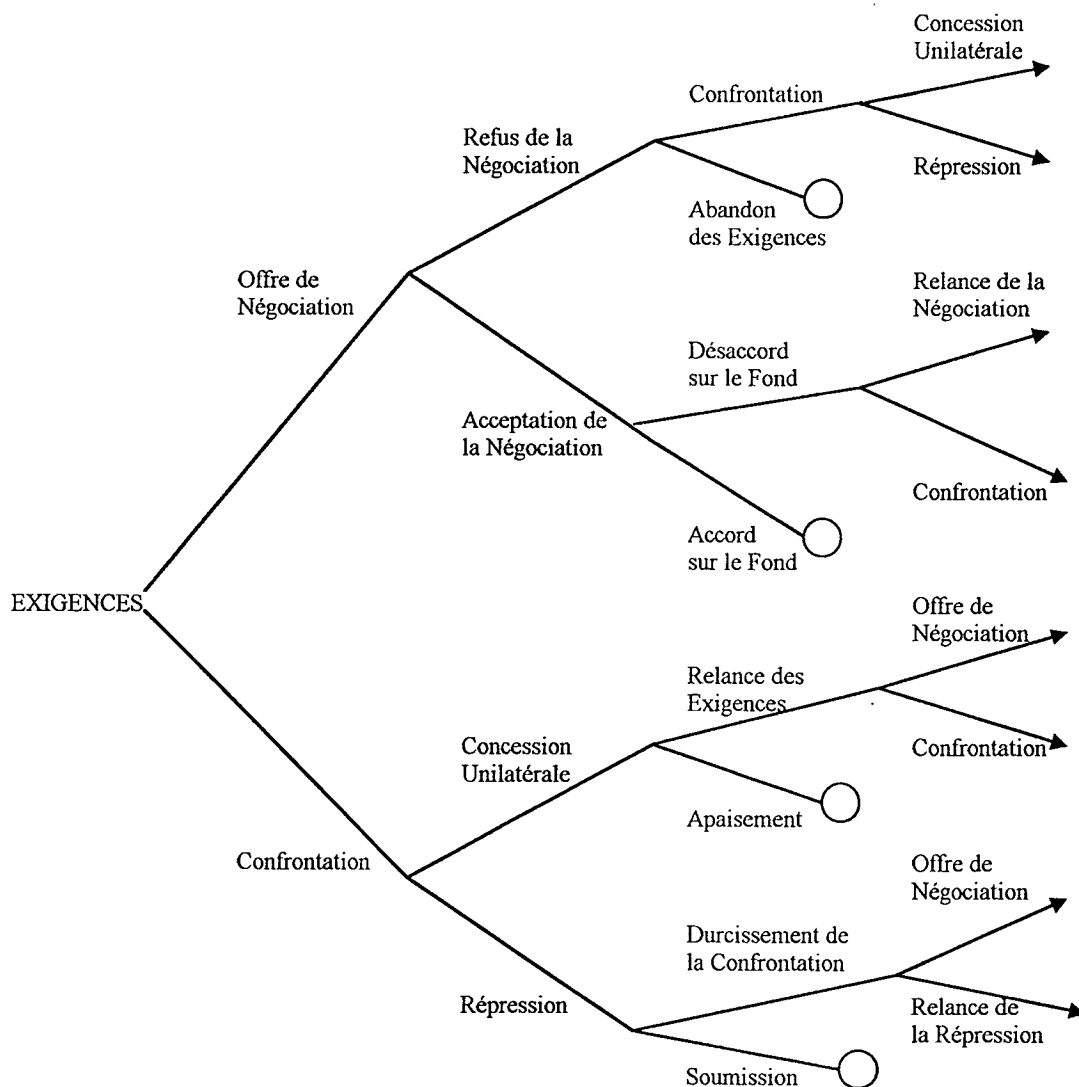 Concession
Unilatérale
Confrontation
Refus de la
Négociation
Répression
Abandon
des Exigences
Offre de
Négociation
Relance de la
Négociation
Désaccord
sur le Fond
Acceptation de
la Négociation
Confrontation
Accord
sur le Fond
EXIGENCES
Offre de
Négociation
Relance des
Exigences
Concession
Unilatérale
Confrontation
Apaisement
Confrontation
Offre de
Négociation
Durcissement de
la Confrontation
Répression
Relance de
la Répression
Soumission